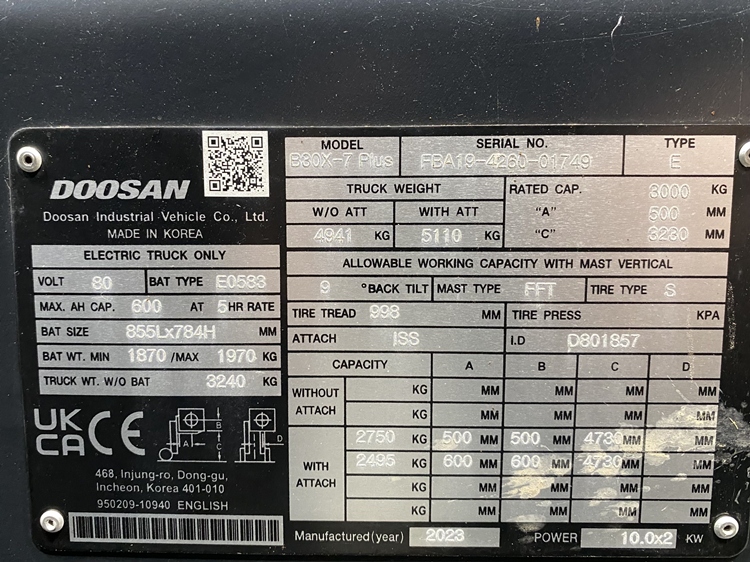 DOOSAN
Doosan Industrial Vehicle Co., Ltd.
MADE IN KOREA
ELECTRIC TRUCK ONLY
VOLT 80 BAT TYPE E0583
MAX. AH CAP. 600 AT 5 HR RATE
BAT SIZE 855Lx784H MM
BAT WT. MIN 1870 /MAX 1970 KG
TRUCK WT. W/O BAT 3240 KG
UK CA CE
A B C D
468, Injung-ro, Dong-gu,
Incheon, Korea 401-010
950209-10940 ENGLISH
MODEL SERIAL NO. TYPE
B30X-7 Plus FBA19-4260-01749 E
TRUCK WEIGHT RATED CAP. 3000 KG
W/O ATT WITH ATT "A" 500 MM
4941 KG 5110 KG "C" 3230 MM
ALLOWABLE WORKING CAPACITY WITH MAST VERTICAL
9 °BACK TILT MAST TYPE FFT TIRE TYPE S
TIRE TREAD 998 MM TIRE PRESS KPA
ATTACH ISS I.D D801857
CAPACITY A B C D
WITHOUT ATTACH KG MM MM MM MM
KG MM MM MM MM
WITH ATTACH 2750 KG 500 MM 500 MM 4730 MM MM
2495 KG 600 MM 600 MM 4730 MM MM
KG MM MM MM MM
KG MM MM MM MM
Manufactured(year) 2023 POWER 10.0x2 KW